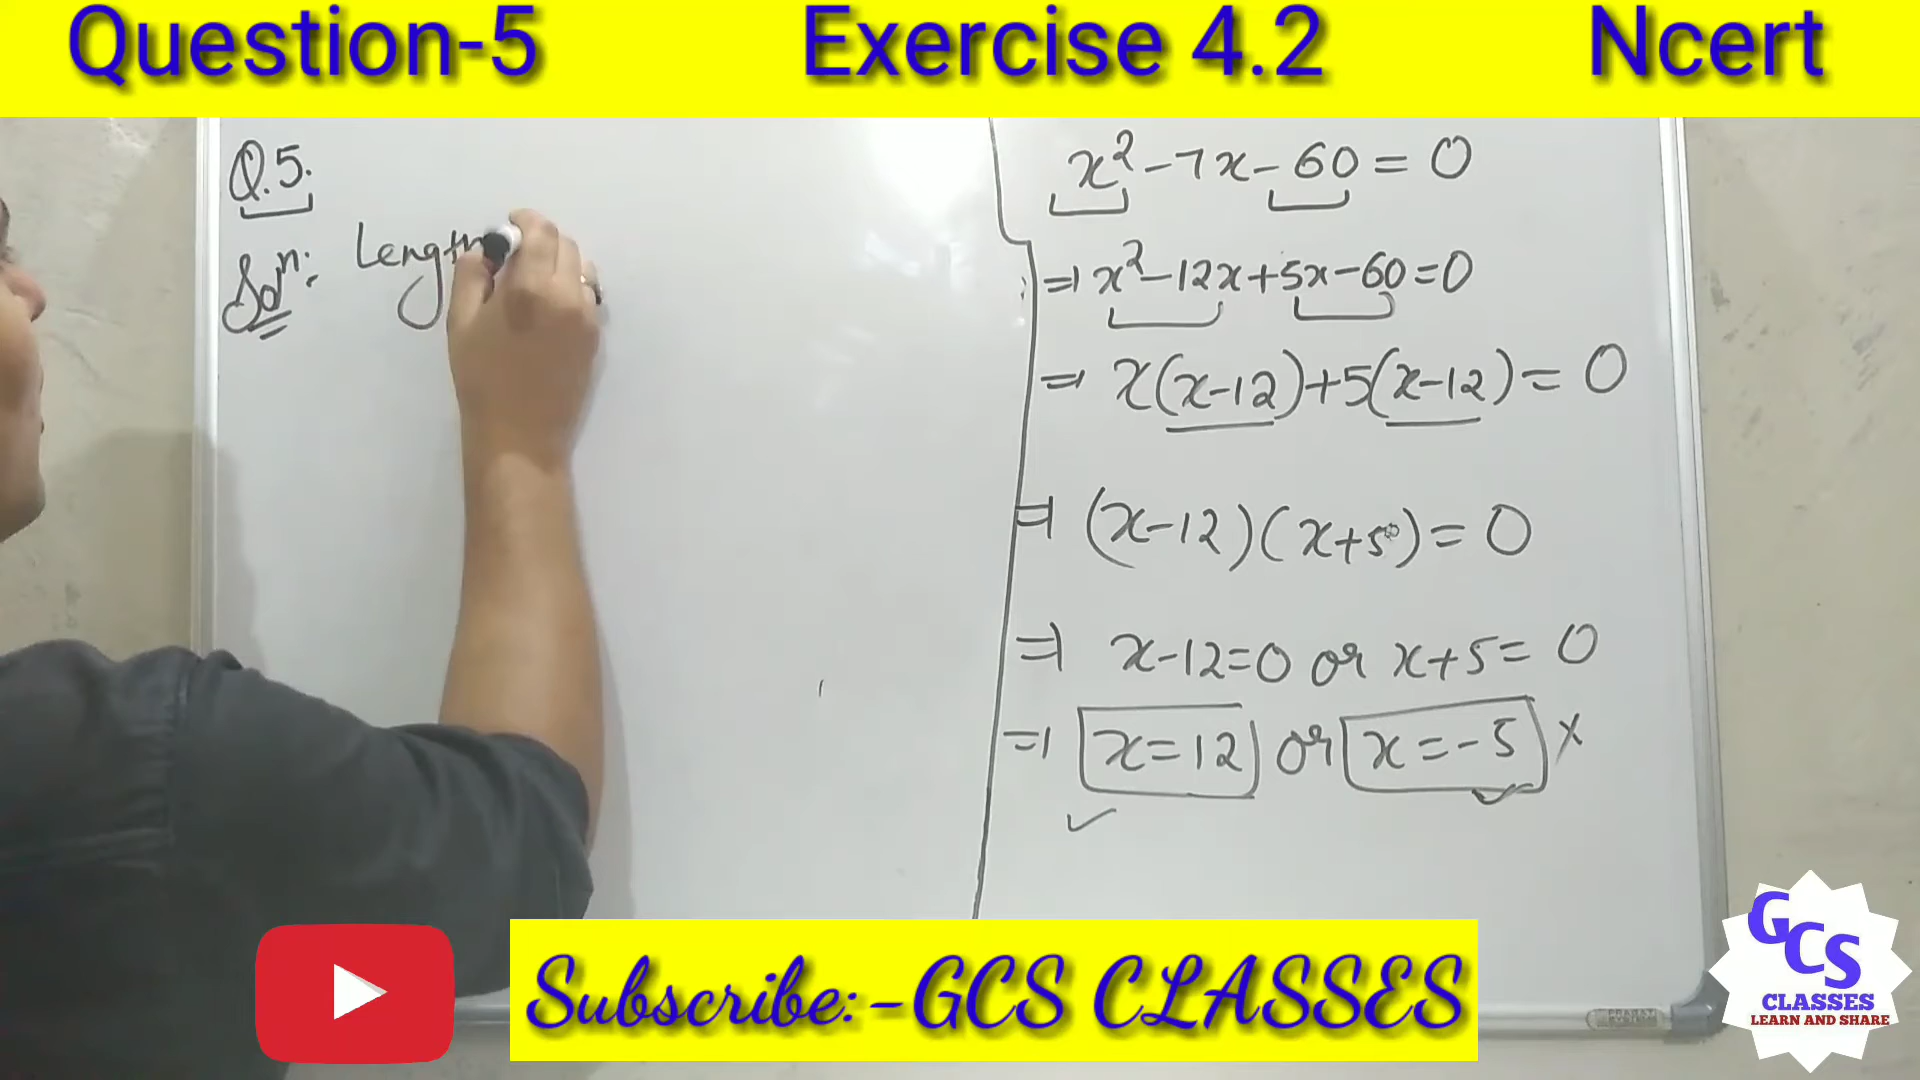 Question-5 Exercise 4.2 Ncert
Q.5.
Solⁿ: Length
x²-7x-60=0
⇒ x²-12x+5x-60=0
⇒ x(x-12)+5(x-12)=0
⇒ (x-12)(x+5)=0
⇒ x-12=0 or x+5=0
⇒ x=12 or x=-5 ×
Subscribe:-GCS CLASSES
GCS
CLASSES
LEARN AND SHARE